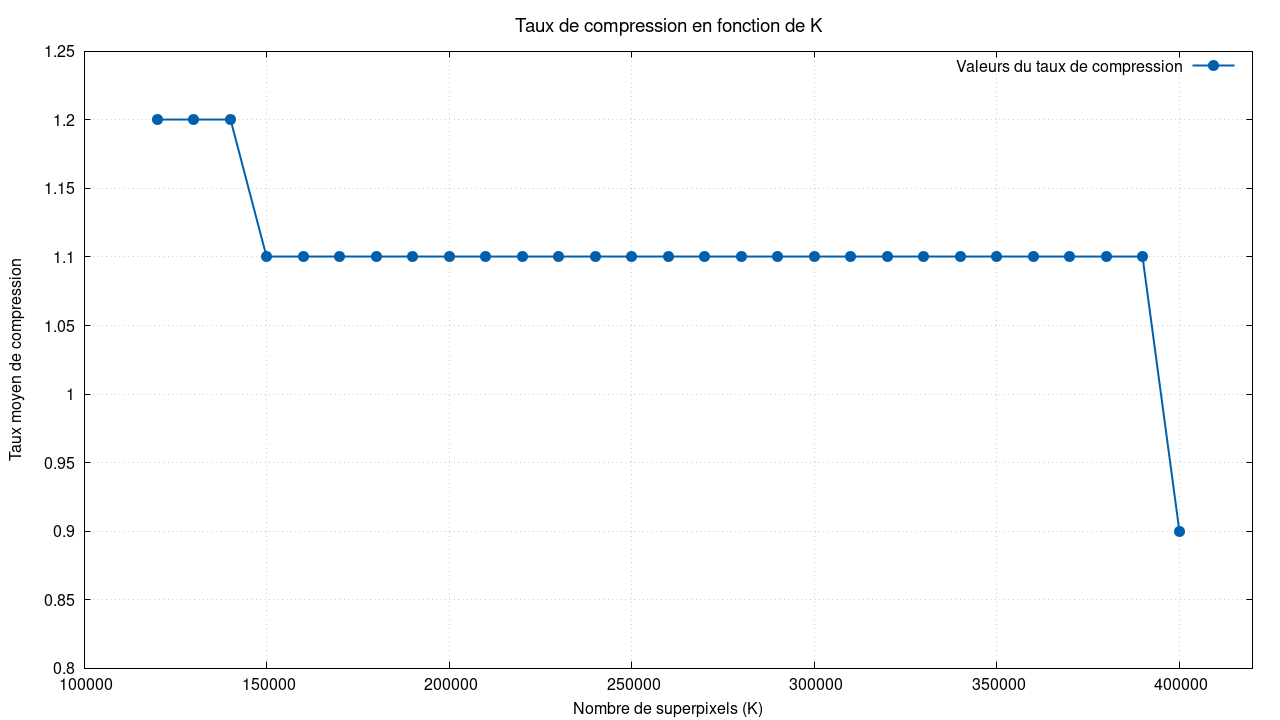 Taux de compression en fonction de K
Valeurs du taux de compression
1.25
1.2
1.15
1.1
1.05
1
0.95
0.9
0.85
0.8
Taux moyen de compression
100000 150000 200000 250000 300000 350000 400000
Nombre de superpixels (K)